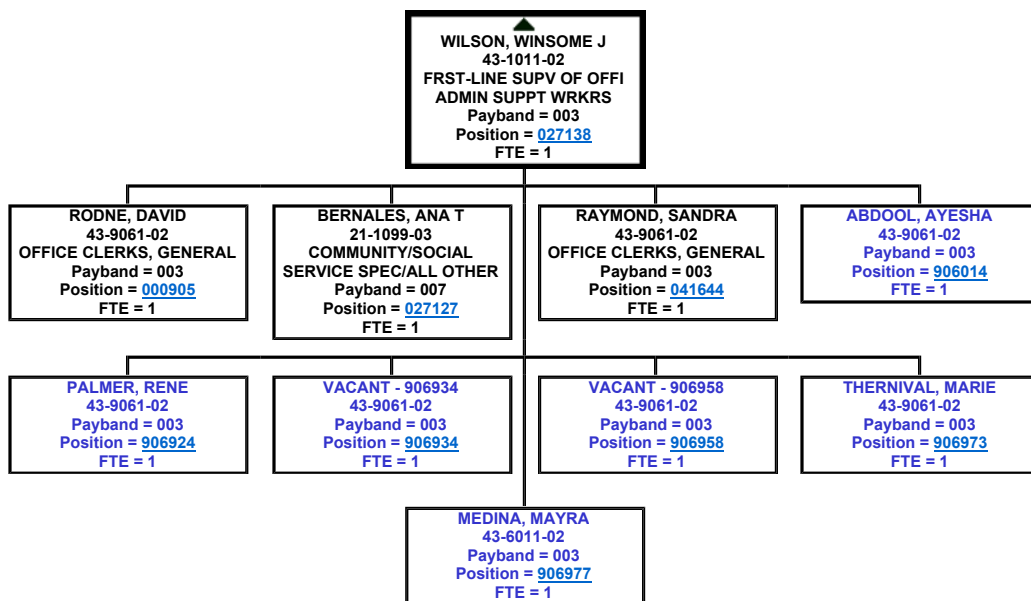 WILSON, WINSOME J
43-1011-02
FRST-LINE SUPV OF OFFI
ADMIN SUPPT WRKRS
Payband = 003
Position = 027138
FTE = 1
RODNE, DAVID
43-9061-02
OFFICE CLERKS, GENERAL
Payband = 003
Position = 000905
FTE = 1
BERNALES, ANA T
21-1099-03
COMMUNITY/SOCIAL
SERVICE SPEC/ALL OTHER
Payband = 007
Position = 027127
FTE = 1
RAYMOND, SANDRA
43-9061-02
OFFICE CLERKS, GENERAL
Payband = 003
Position = 041644
FTE = 1
ABDOOL, AYESHA
43-9061-02
Payband = 003
Position = 906014
FTE = 1
PALMER, RENE
43-9061-02
Payband = 003
Position = 906924
FTE = 1
VACANT - 906934
43-9061-02
Payband = 003
Position = 906934
FTE = 1
VACANT - 906958
43-9061-02
Payband = 003
Position = 906958
FTE = 1
THERNIVAL, MARIE
43-9061-02
Payband = 003
Position = 906973
FTE = 1
MEDINA, MAYRA
43-6011-02
Payband = 003
Position = 906977
FTE = 1